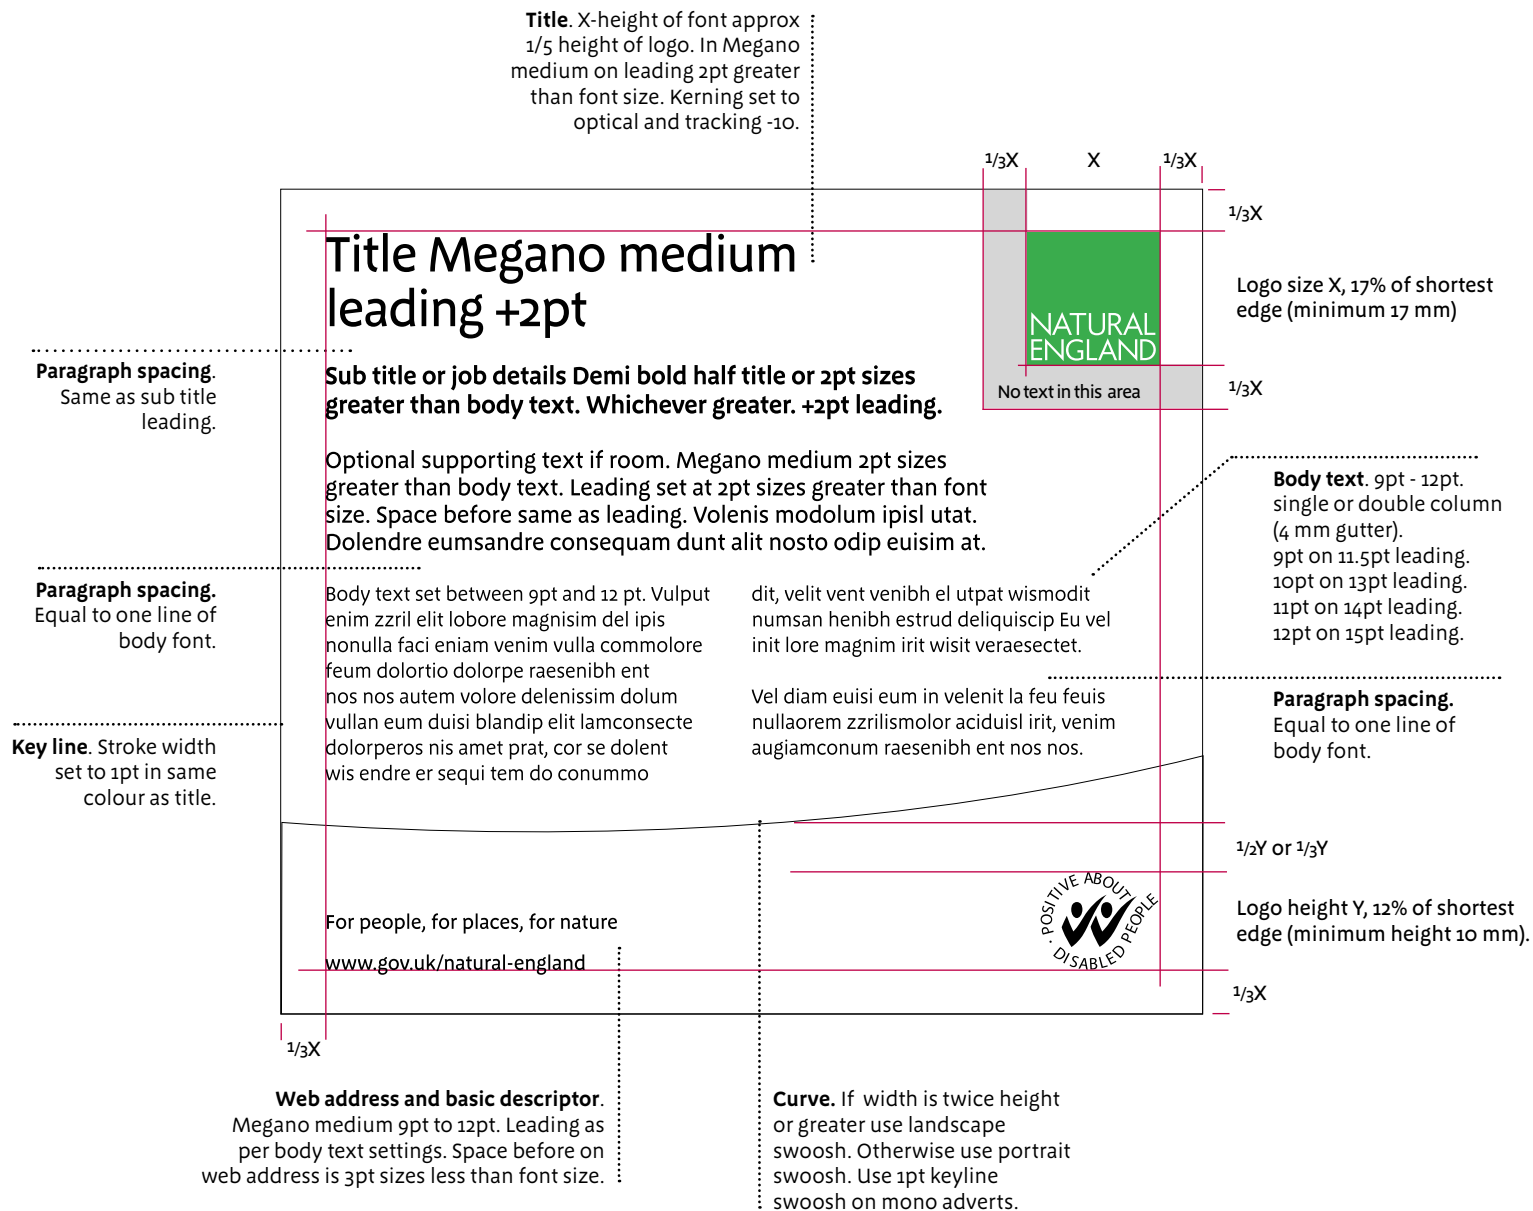 Title. X-height of font approx
1/5 height of logo. In Megano
medium on leading 2pt greater
than font size. Kerning set to
optical and tracking -10.
1/3X
X
1/3X
1/3X
Title Megano medium
leading +2pt
NATURAL
ENGLAND
Logo size X, 17% of shortest
edge (minimum 17 mm)
Paragraph spacing.
Same as sub title
leading.
Sub title or job details Demi bold half title or 2pt sizes
greater than body text. Whichever greater. +2pt leading.
No text in this area
1/3X
Optional supporting text if room. Megano medium 2pt sizes
greater than body text. Leading set at 2pt sizes greater than font
size. Space before same as leading. Volenis modolum ipisl utat.
Dolendre eumsandre consequam dunt alit nosto odip euisim at.
Body text. 9pt - 12pt.
single or double column
(4 mm gutter).
9pt on 11.5pt leading.
10pt on 13pt leading.
11pt on 14pt leading.
12pt on 15pt leading.
Paragraph spacing.
Equal to one line of
body font.
Body text set between 9pt and 12 pt. Vulput
enim zzril elit lobore magnisim del ipis
nonulla faci eniam venim vulla commolore
feum dolortio dolorpe raesenibh ent
nos nos autem volore delenissim dolum
vullan eum duisi blandip elit lamconsecte
dolorperos nis amet prat, cor se dolent
wis endre er sequi tem do conummo
dit, velit vent venibh el utpat wismodit
numsan henibh estrud deliquiscip Eu vel
init lore magnim irit wisit veraesectet.
Vel diam euisi eum in velenit la feu feuis
nullaorem zzrilismolor aciduisl irit, venim
augiamconum raesenibh ent nos nos.
Paragraph spacing.
Equal to one line of
body font.
Key line. Stroke width
set to 1pt in same
colour as title.
1/2Y or 1/3Y
For people, for places, for nature
www.gov.uk/natural-england
POSITIVE ABOUT
DISABLED PEOPLE
Logo height Y, 12% of shortest
edge (minimum height 10 mm).
1/3X
1/3X
Web address and basic descriptor.
Megano medium 9pt to 12pt. Leading as
per body text settings. Space before on
web address is 3pt sizes less than font size.
Curve. If width is twice height
or greater use landscape
swoosh. Otherwise use portrait
swoosh. Use 1pt keyline
swoosh on mono adverts.